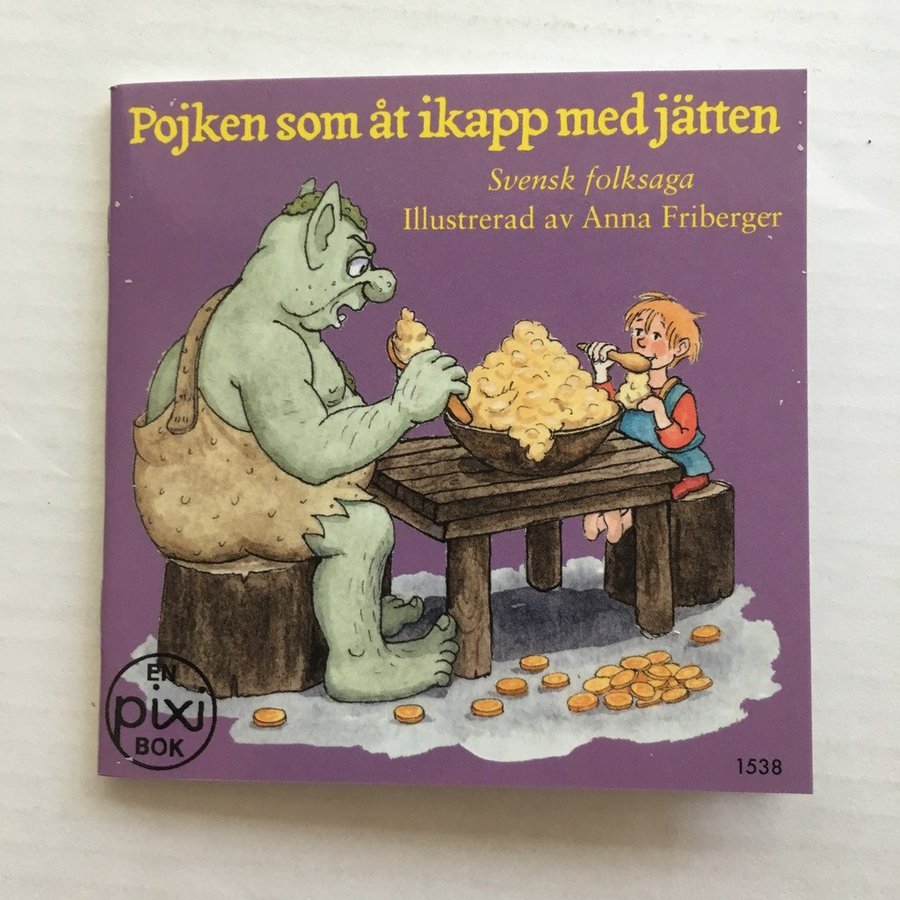 Pojken som åt ikapp med jätten
Svensk folksaga
Illustrerad av Anna Friberger
EN
pixi
BOK
1538